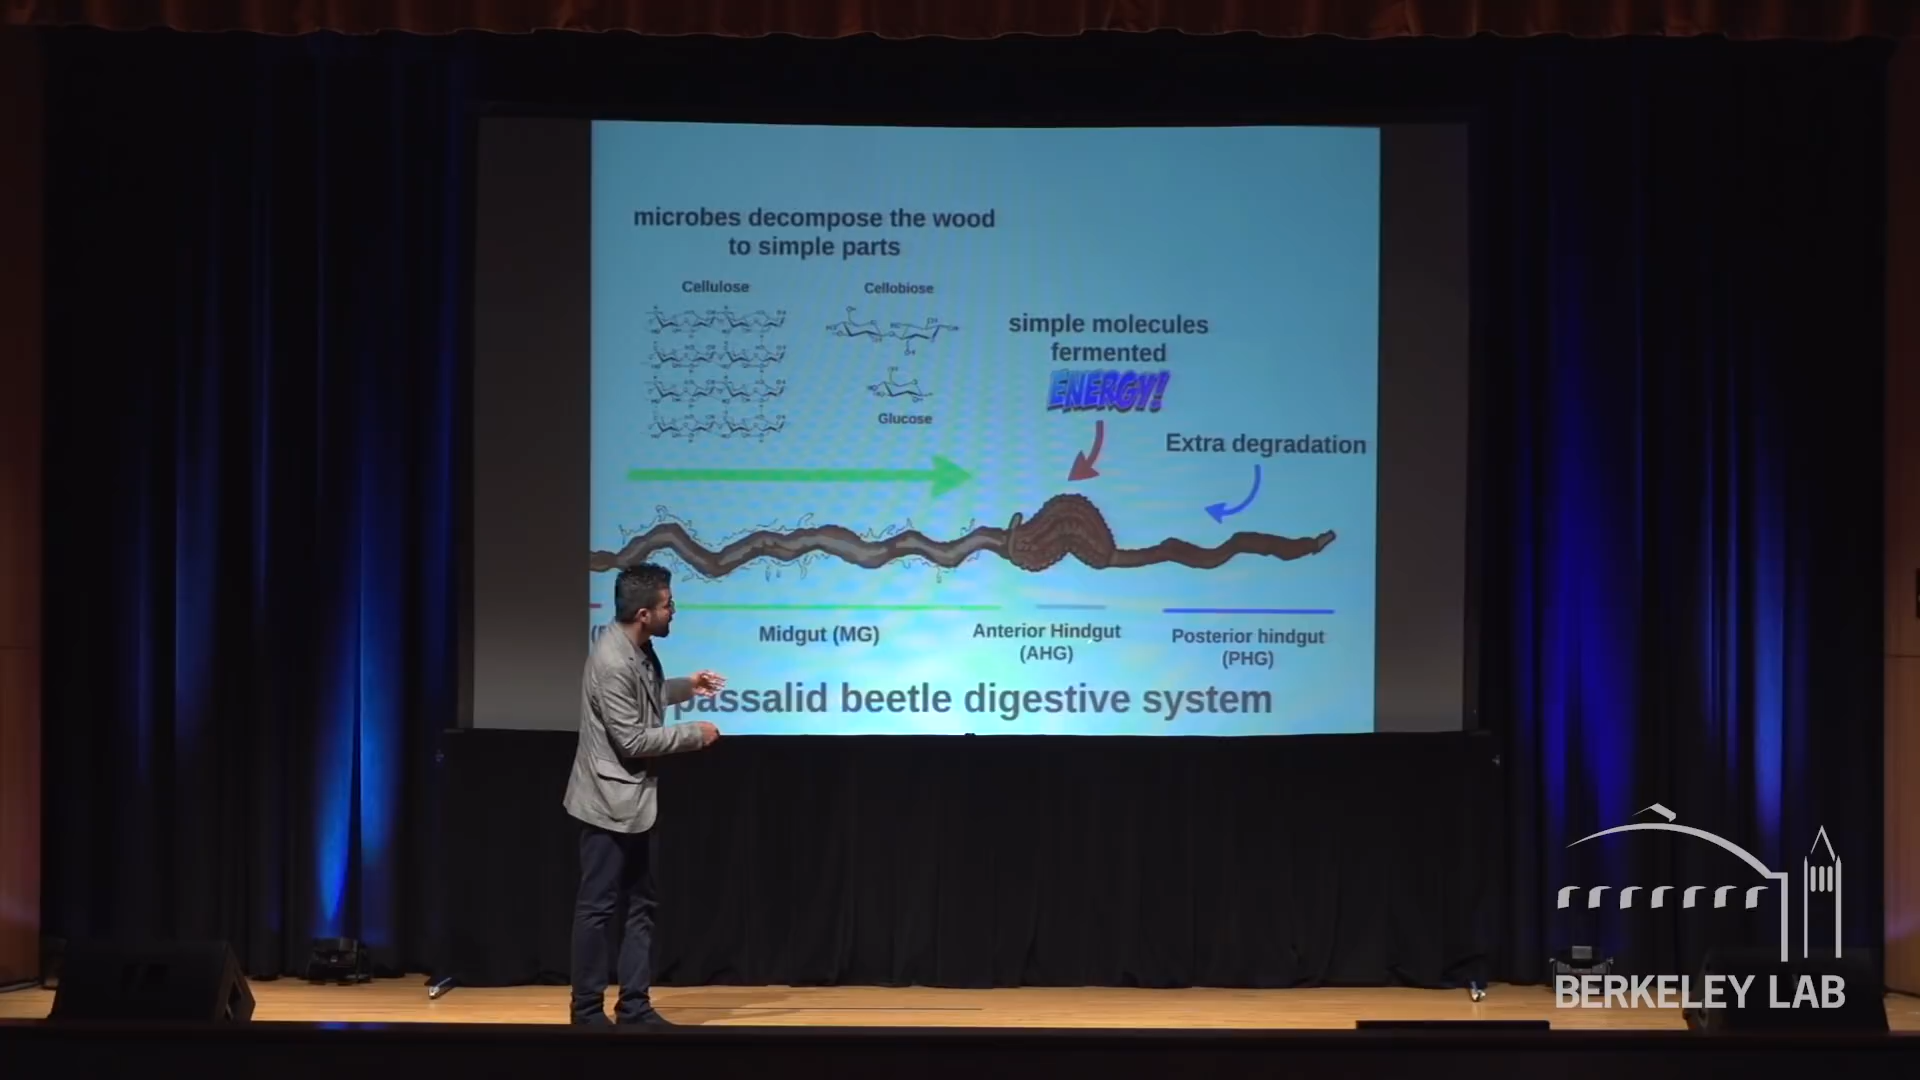 microbes decompose the wood
to simple parts
Cellulose
Cellobiose
Glucose
simple molecules
fermented
ENERGY!
Extra degradation
Midgut (MG)
Anterior Hindgut
(AHG)
Posterior hindgut
(PHG)
passalid beetle digestive system
BERKELEY LAB